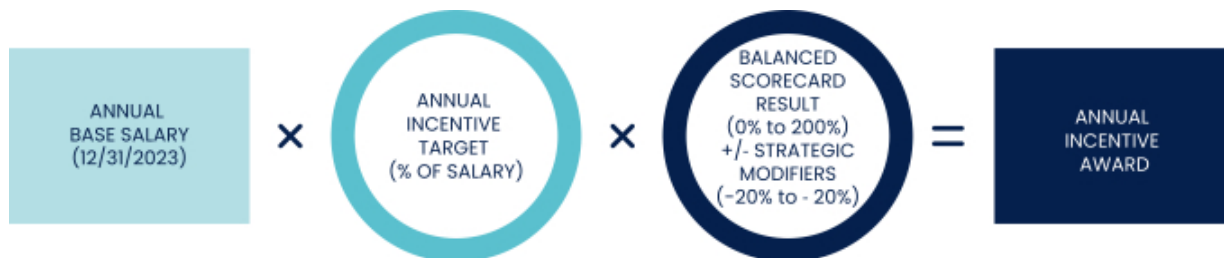 ANNUAL
BASE SALARY
(12/31/2023)
×
ANNUAL
INCENTIVE
TARGET
(% OF SALARY)
×
BALANCED
SCORECARD
RESULT
(0% to 200%)
+/- STRATEGIC
MODIFIERS
(-20% to - 20%)
=
ANNUAL
INCENTIVE
AWARD